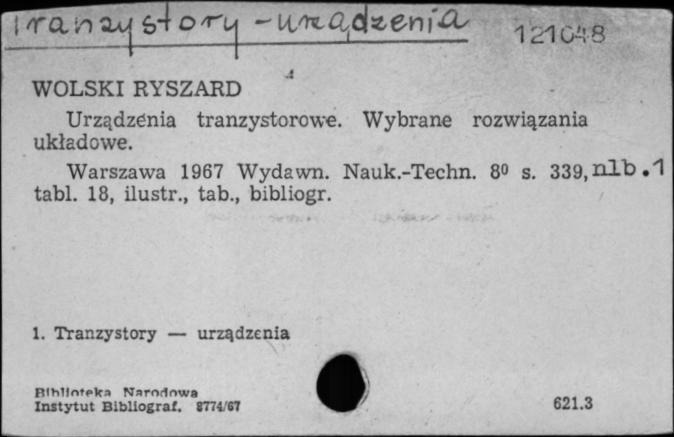 Tranzystory - urządzenia
121048
WOLSKI RYSZARD
Urządzenia tranzystorowe. Wybrane rozwiązania
układowe.
Warszawa 1967 Wydawn. Nauk.-Techn. 8⁰ s. 339, nlb. 1
tabl. 18, ilustr., tab., bibliogr.
1. Tranzystory — urządzenia
Biblioteka Narodowa
Instytut Bibliograf. 8774/67
621.3